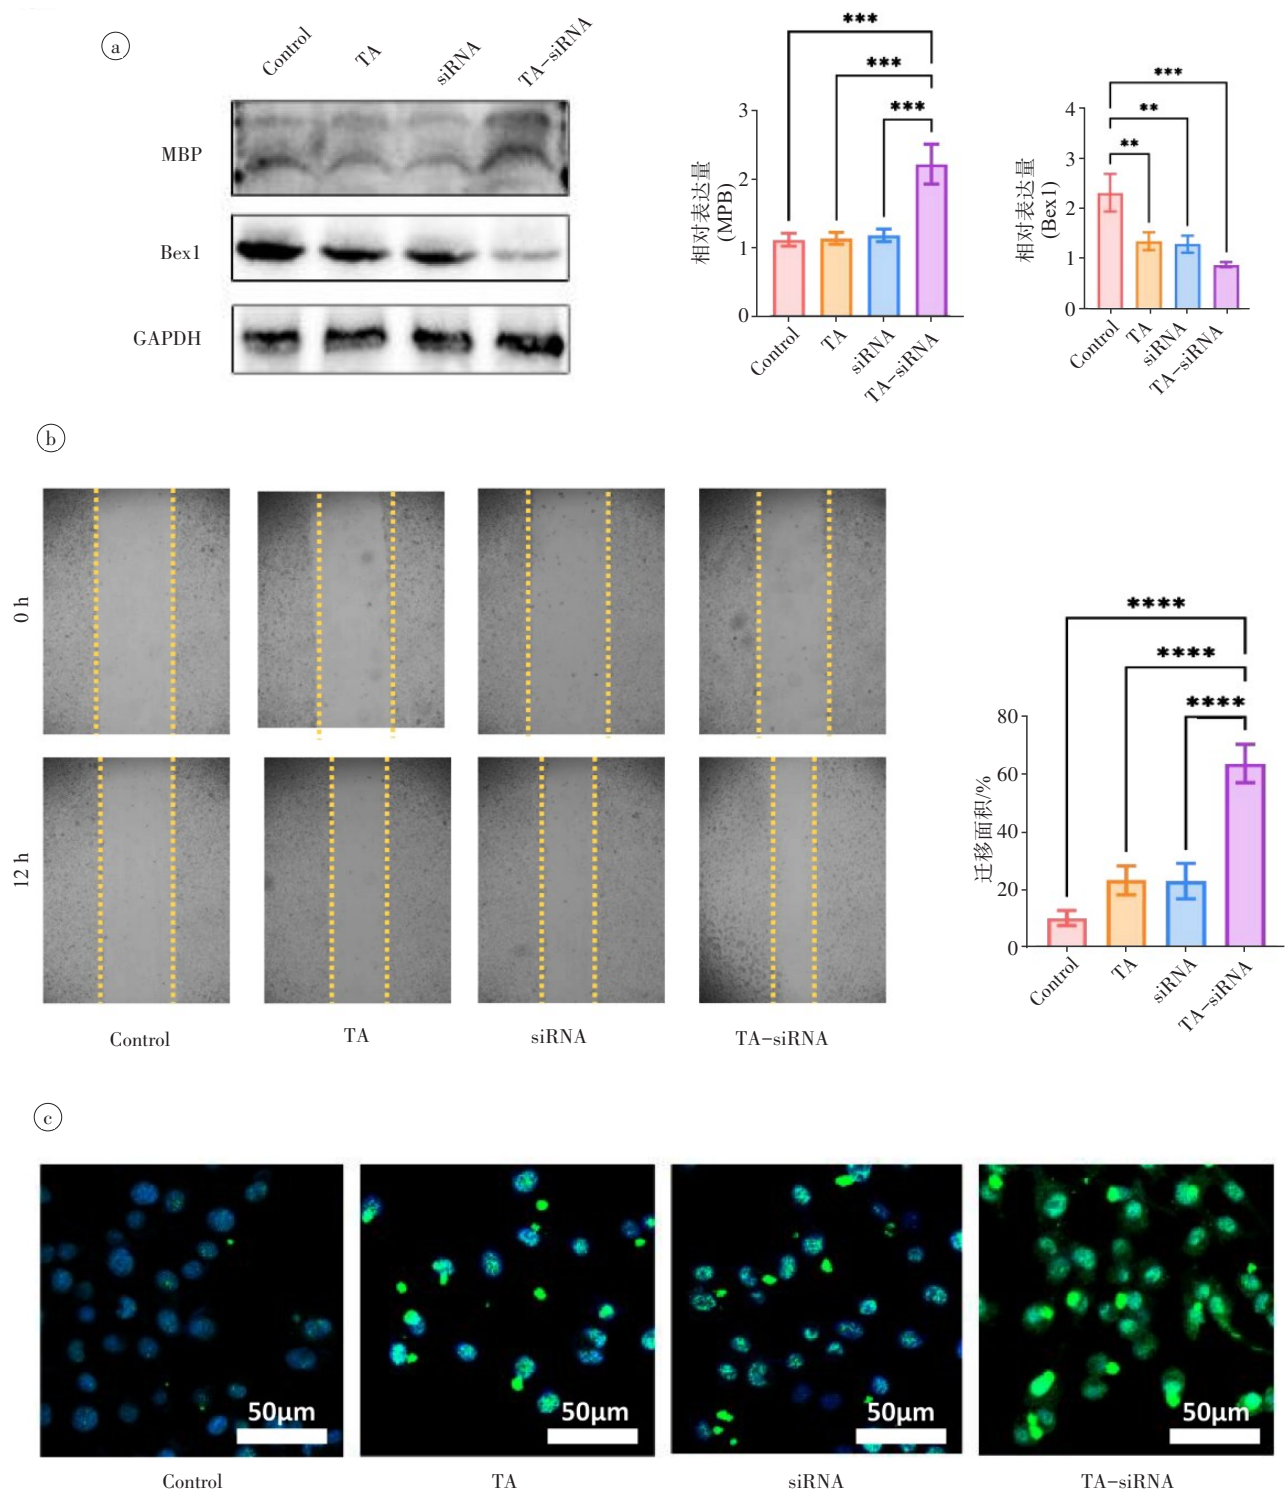 a
Control
TA
siRNA
TA-siRNA
MBP
Bex1
GAPDH
***
***
***
3
2
1
0
相对表达量
(MPB)
Control
TA
siRNA
TA-siRNA
***
**
**
4
3
2
1
0
相对表达量
(Bex1)
Control
TA
siRNA
TA-siRNA
b
0 h
12 h
Control
TA
siRNA
TA-siRNA
****
****
****
80
60
40
20
0
迁移面积/%
Control
TA
siRNA
TA-siRNA
c
50μm
50μm
50μm
50μm
Control
TA
siRNA
TA-siRNA